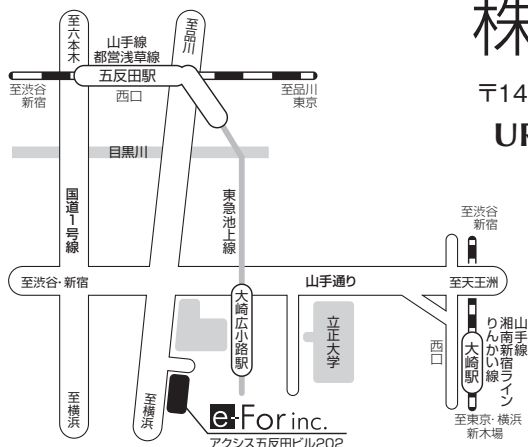 至六本木
至品川
山手線
都営浅草線
五反田駅
西口
至渋谷
新宿
至品川
東京
目黒川
国道1号線
東急池上線
至渋谷・新宿
山手通り
至天王洲
至渋谷
新宿
大崎広小路駅
立正大学
西口
大崎駅
山手線
湘南新宿ライン
りんかい線
至東京・横浜
新木場
至横浜
至横浜
e-For inc.
アクシス五反田ビル202
株
〒14